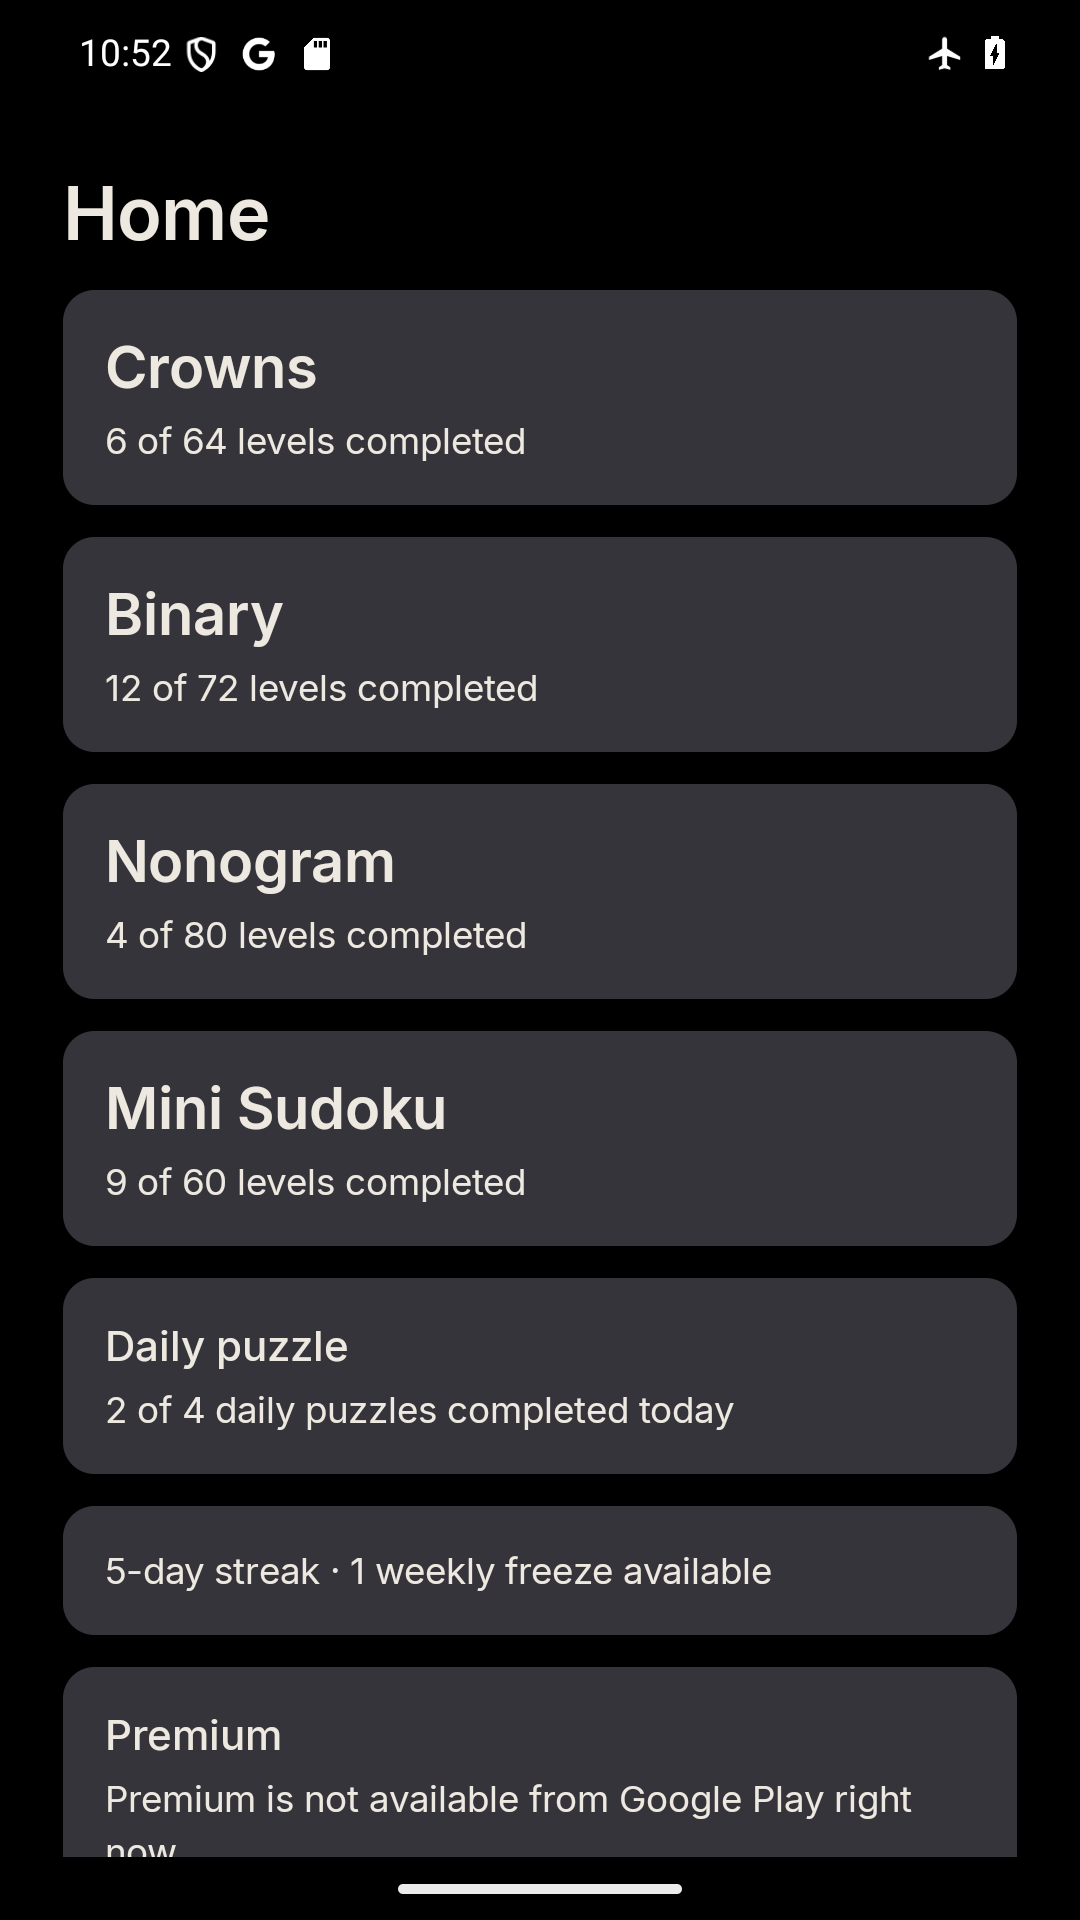 10:52
Home
Crowns
6 of 64 levels completed
Binary
12 of 72 levels completed
Nonogram
4 of 80 levels completed
Mini Sudoku
9 of 60 levels completed
Daily puzzle
2 of 4 daily puzzles completed today
5-day streak · 1 weekly freeze available
Premium
Premium is not available from Google Play right
now